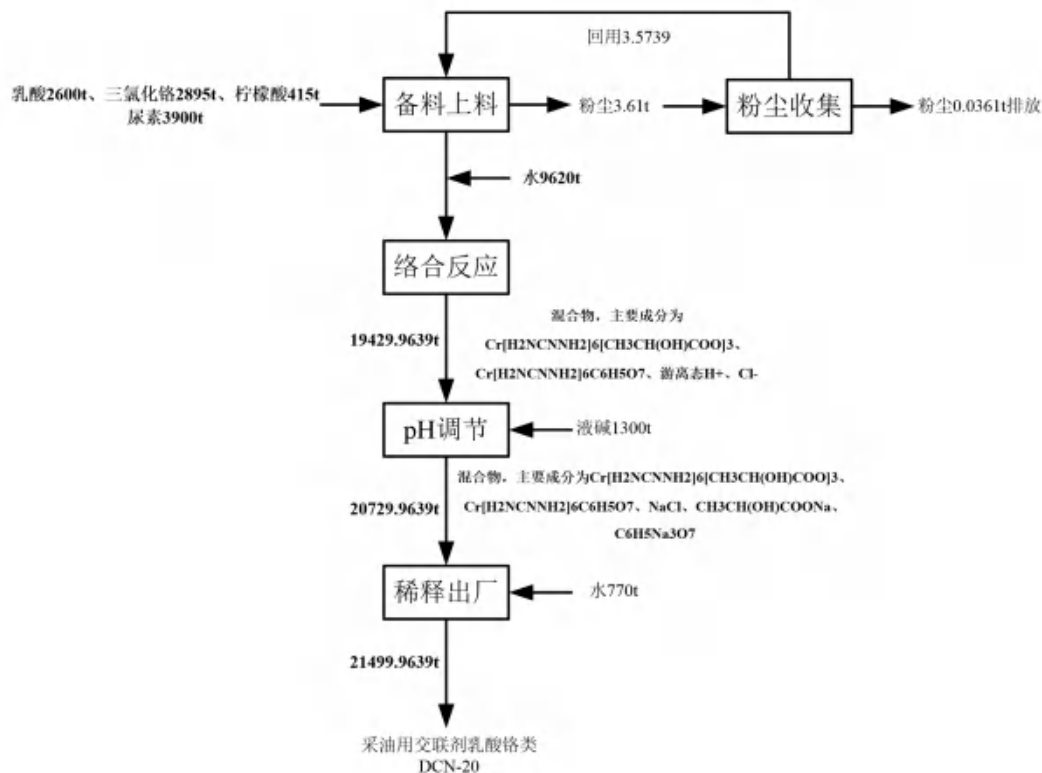 回用3.5739
乳酸2600t、三氯化铬2895t、柠檬酸415t
尿素3900t
备料上料
粉尘3.61t
粉尘收集
粉尘0.0361t排放
水9620t
络合反应
19429.9639t
混合物，主要成分为
Cr[H2NCNNH2]6[CH3CH(OH)COO]3、
Cr[H2NCNNH2]6C6H5O7、游离态H+、Cl-
pH调节
液碱1300t
20729.9639t
混合物，主要成分为Cr[H2NCNNH2]6[CH3CH(OH)COO]3、
Cr[H2NCNNH2]6C6H5O7、NaCl、CH3CH(OH)COONa、
C6H5Na3O7
稀释出厂
水770t
21499.9639t
采油用交联剂乳酸铬类
DCN-20